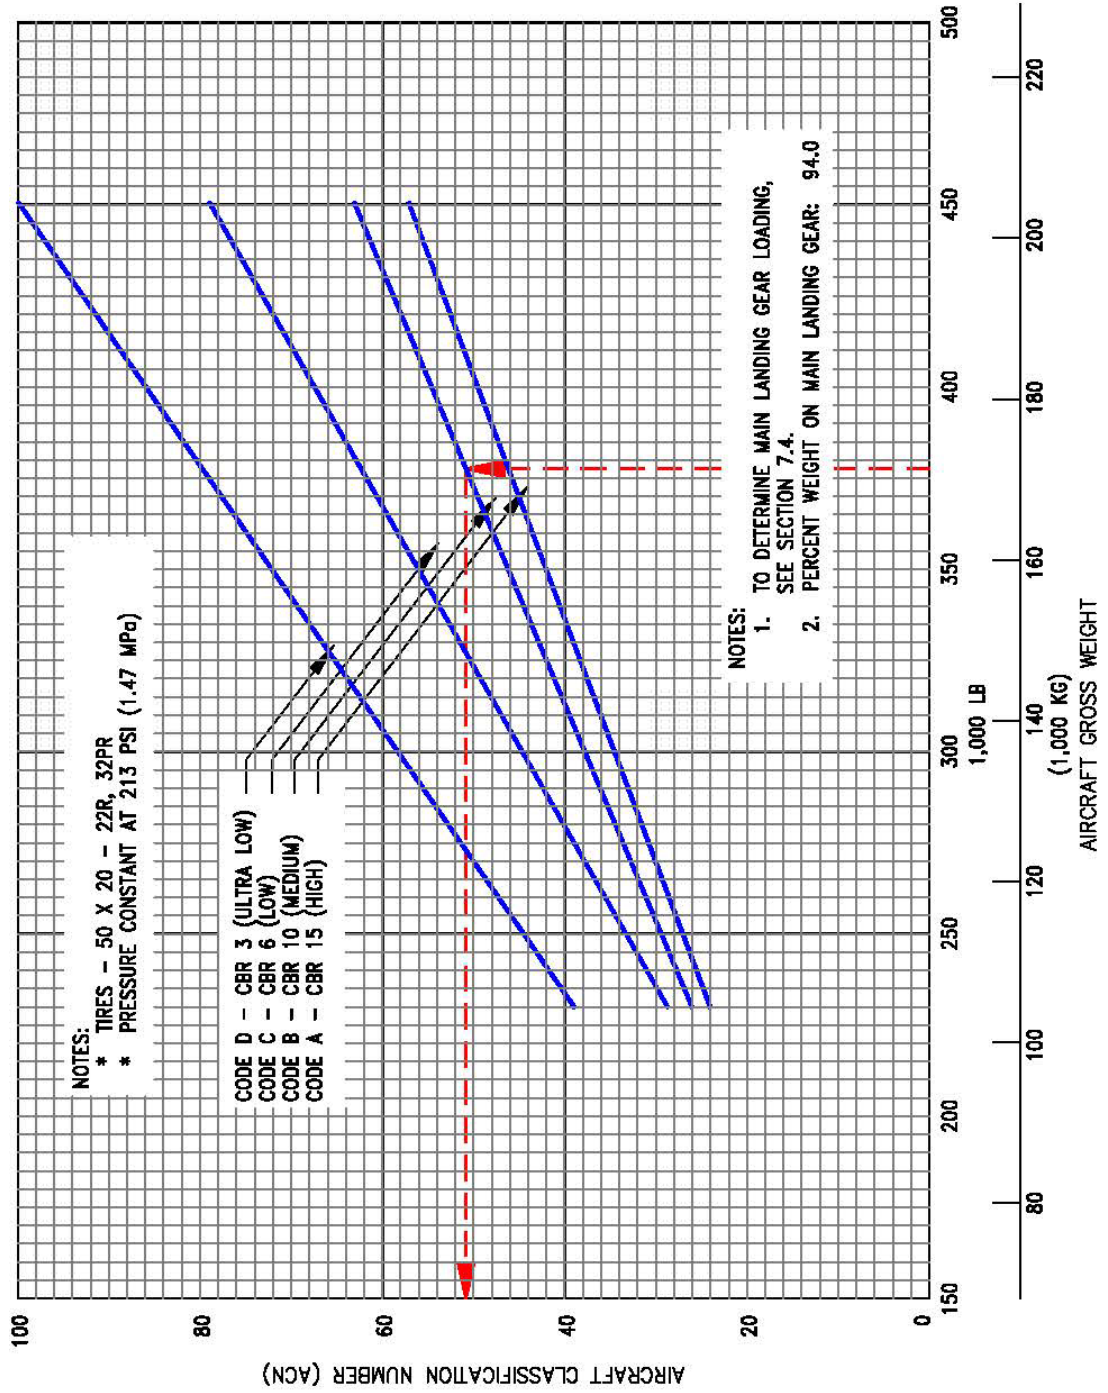 NOTES:
* TIRES - 50 X 20 - 22R, 32PR
* PRESSURE CONSTANT AT 213 PSI (1.47 MPa)
CODE D - CBR 3 (ULTRA LOW)
CODE C - CBR 6 (LOW)
CODE B - CBR 10 (MEDIUM)
CODE A - CBR 15 (HIGH)
NOTES:
1. TO DETERMINE MAIN LANDING GEAR LOADING,
SEE SECTION 7.4.
2. PERCENT WEIGHT ON MAIN LANDING GEAR: 94.0
AIRCRAFT CLASSIFICATION NUMBER (ACN)
100
80
60
40
20
0
150
200
250
300
350
400
450
500
1,000 LB
80
100
120
140
160
180
200
220
(1,000 KG)
AIRCRAFT GROSS WEIGHT